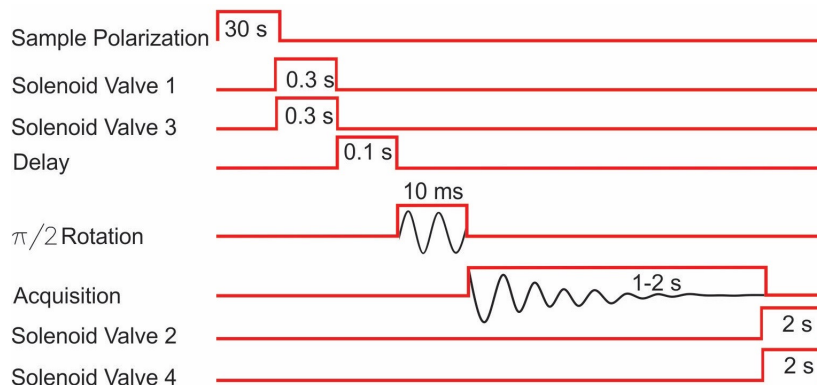 Sample Polarization 30 s
Solenoid Valve 1 0.3 s
Solenoid Valve 3 0.3 s
Delay 0.1 s
10 ms
π/2 Rotation
Acquisition 1-2 s
Solenoid Valve 2 2 s
Solenoid Valve 4 2 s